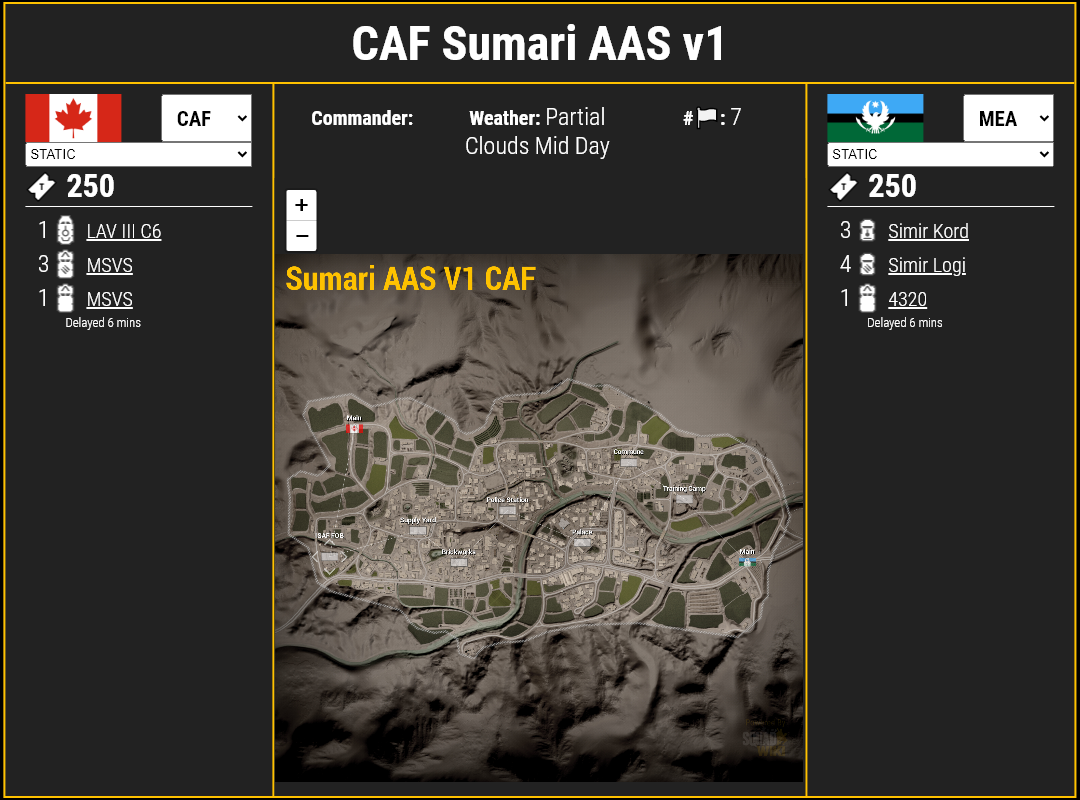 CAF Sumari AAS v1
CAF
STATIC
250
1 LAV III C6
3 MSVS
1 MSVS
Delayed 6 mins
Commander:
Weather: Partial
Clouds Mid Day
# : 7
+
−
Sumari AAS V1 CAF
Main
Commune
Training Camp
Police Station
Supply Yard
Palace
SAF FOB
Brickworks
Main
MEA
STATIC
250
3 Simir Kord
4 Simir Logi
1 4320
Delayed 6 mins